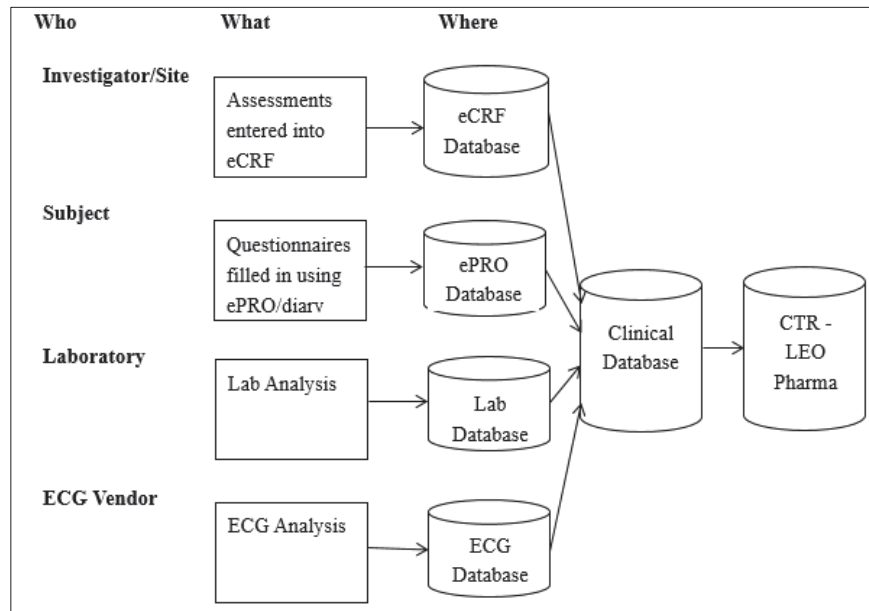 Who What Where
Investigator/Site
Assessments
entered into
eCRF
eCRF
Database
Subject
Questionnaires
filled in using
ePRO/diarv
ePRO
Database
Clinical
Database
CTR -
LEO
Pharma
Laboratory
Lab Analysis
Lab
Database
ECG Vendor
ECG Analysis
ECG
Database